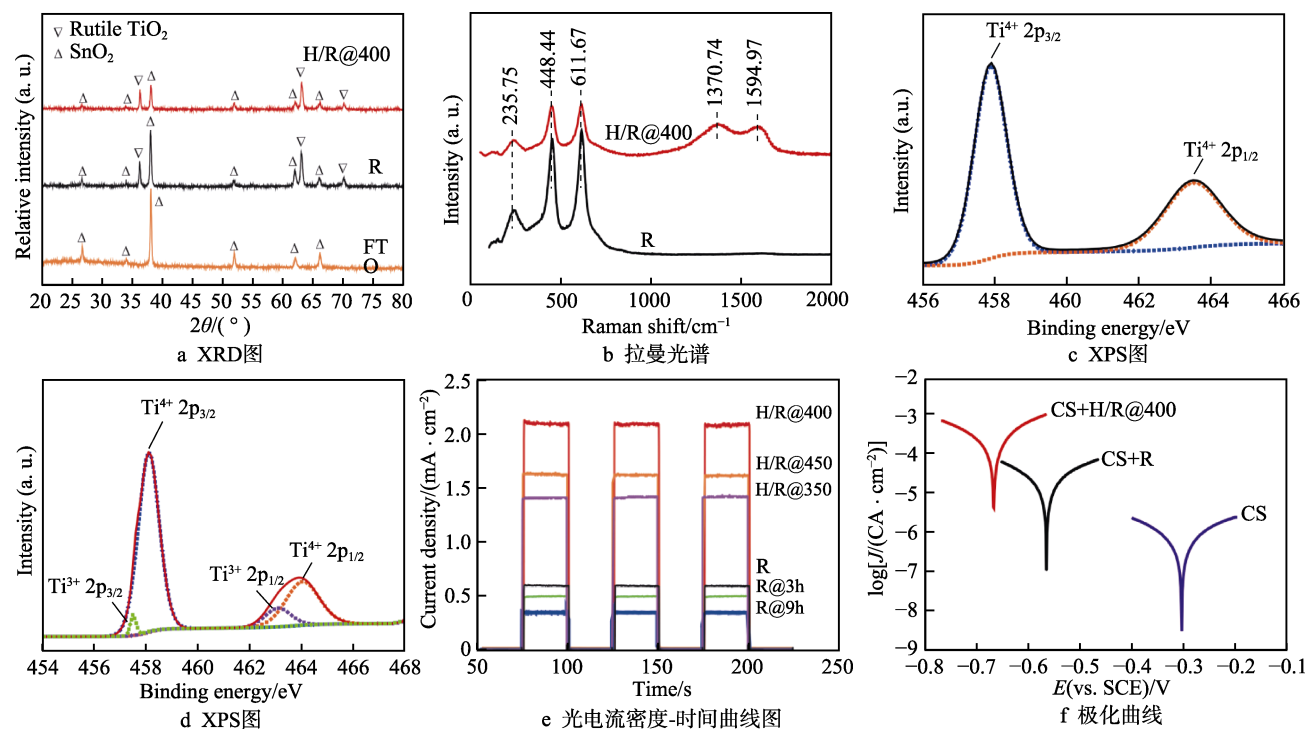 Relative intensity (a. u.)
▽ Rutile TiO₂
△ SnO₂
H/R@400
R
FT
O
20 25 30 35 40 45 50 55 60 65 70 75 80
2θ/(°)
a XRD图
Intensity (a. u.)
235.75
448.44
611.67
1370.74
1594.97
H/R@400
R
0 500 1000 1500 2000
Raman shift/cm⁻¹
b 拉曼光谱
Intensity (a.u.)
Ti⁴⁺ 2p₃/₂
Ti⁴⁺ 2p₁/₂
456 458 460 462 464 466
Binding energy/eV
c XPS图
Intensity (a. u.)
Ti⁴⁺ 2p₃/₂
Ti³⁺ 2p₃/₂
Ti³⁺ 2p₁/₂
Ti⁴⁺ 2p₁/₂
454 456 458 460 462 464 466 468
Binding energy/eV
d XPS图
Current density/(mA · cm⁻²)
2.5
2.0
1.5
1.0
0.5
0
H/R@400
H/R@450
H/R@350
R
R@3h
R@9h
50 100 150 200 250
Time/s
e 光电流密度-时间曲线图
log[J/(CA · cm⁻²)]
−2
−3
−4
−5
−6
−7
−8
−9
CS+H/R@400
CS+R
CS
−0.8 −0.7 −0.6 −0.5 −0.4 −0.3 −0.2 −0.1
E(vs. SCE)/V
f 极化曲线